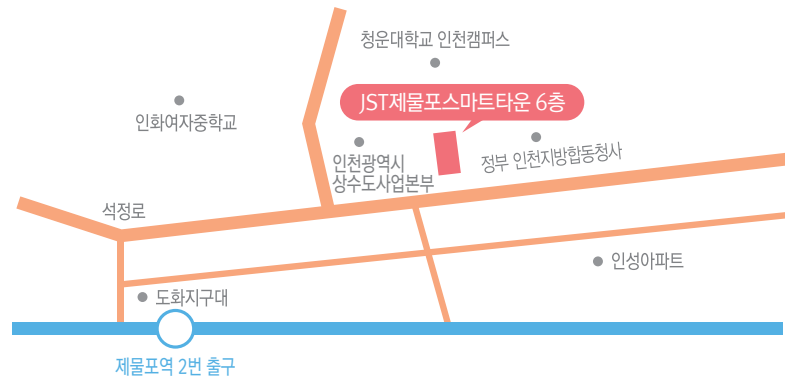 청운대학교 인천캠퍼스
JST제물포스마트타운 6층
인화여자중학교
인천광역시
상수도사업본부
정부 인천지방합동청사
석정로
인성아파트
도화지구대
제물포역 2번 출구